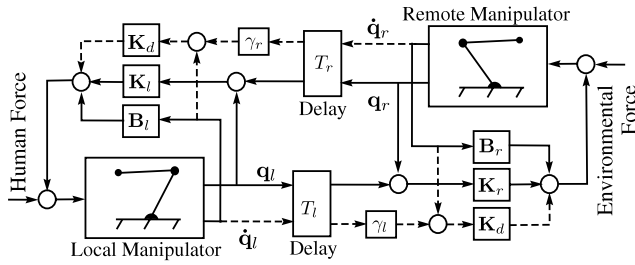 Remote Manipulator
q̇_r
K_d
γ_r
T_r
K_l
Delay
q_r
B_l
Human Force
Environmental Force
B_r
q_l
K_r
T_l
γ_l
K_d
Local Manipulator
q̇_l
Delay